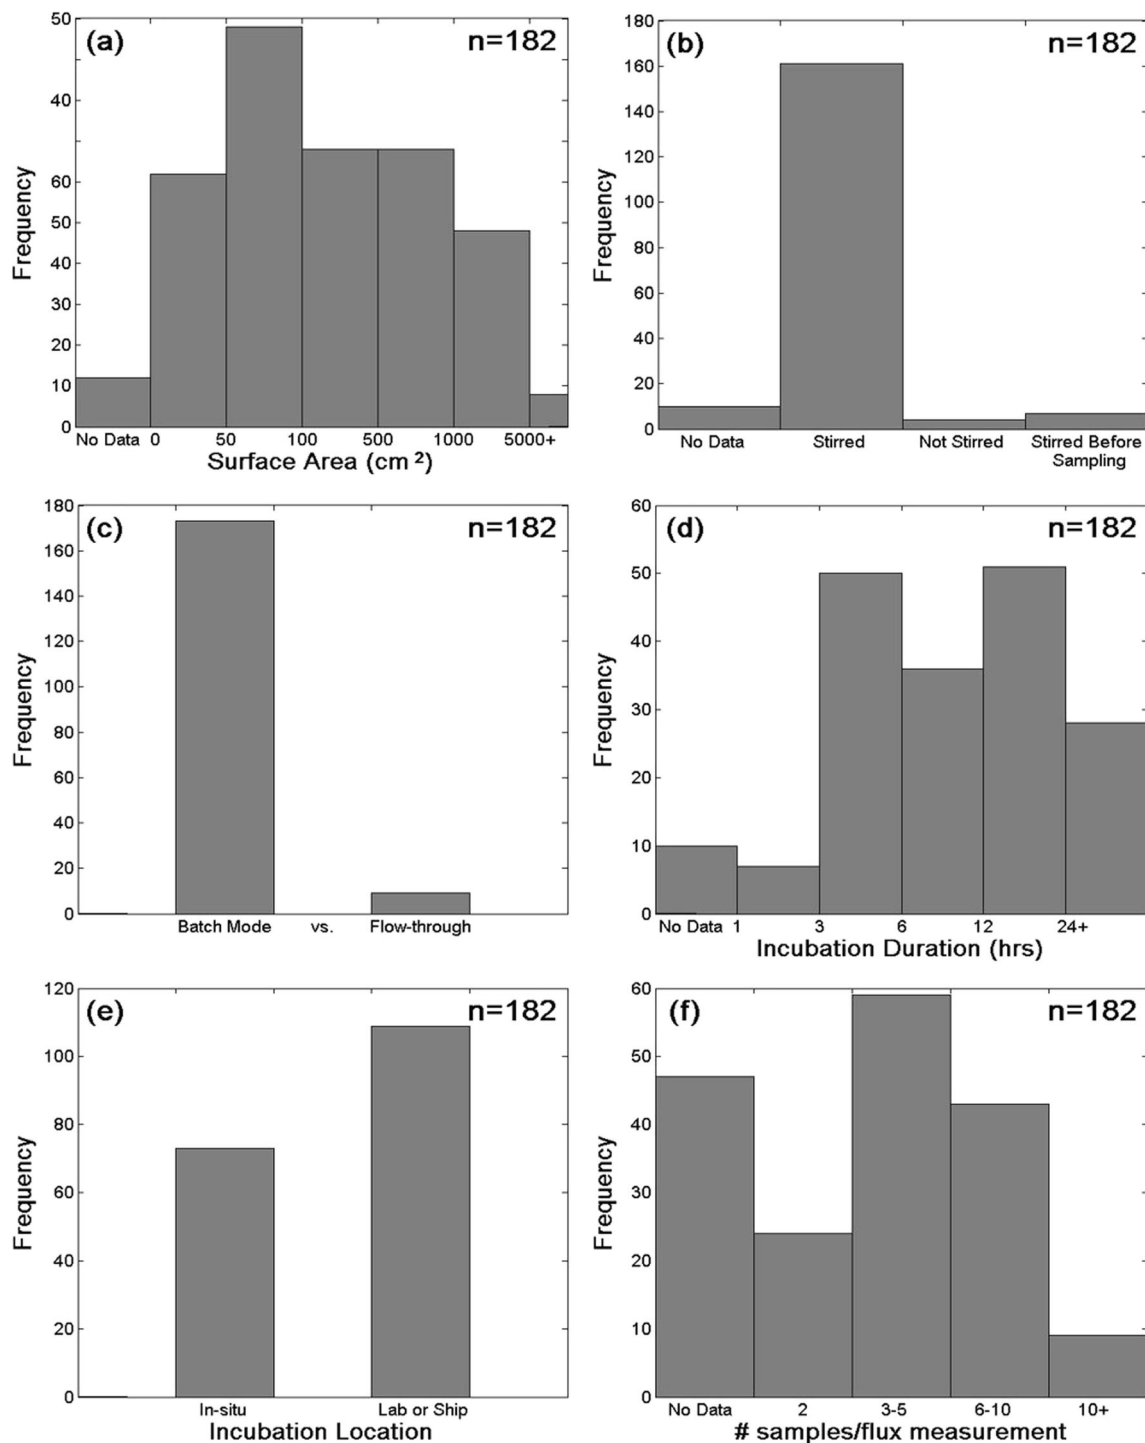 (a) n=182
50
40
60
50
40
30
20
10
0
Frequency
No Data 0 50 100 500 1000 5000+
Surface Area (cm²)
(b) n=182
180
160
140
120
100
80
60
40
20
0
Frequency
No Data Stirred Not Stirred Stirred Before
Sampling
(c) n=182
180
160
140
120
100
80
60
40
20
0
Frequency
Batch Mode vs. Flow-through
(d) n=182
60
50
40
30
20
10
0
Frequency
No Data 1 3 6 12 24+
Incubation Duration (hrs)
(e) n=182
120
100
80
60
40
20
0
Frequency
In-situ Lab or Ship
Incubation Location
(f) n=182
60
50
40
30
20
10
0
Frequency
No Data 2 3-5 6-10 10+
# samples/flux measurement